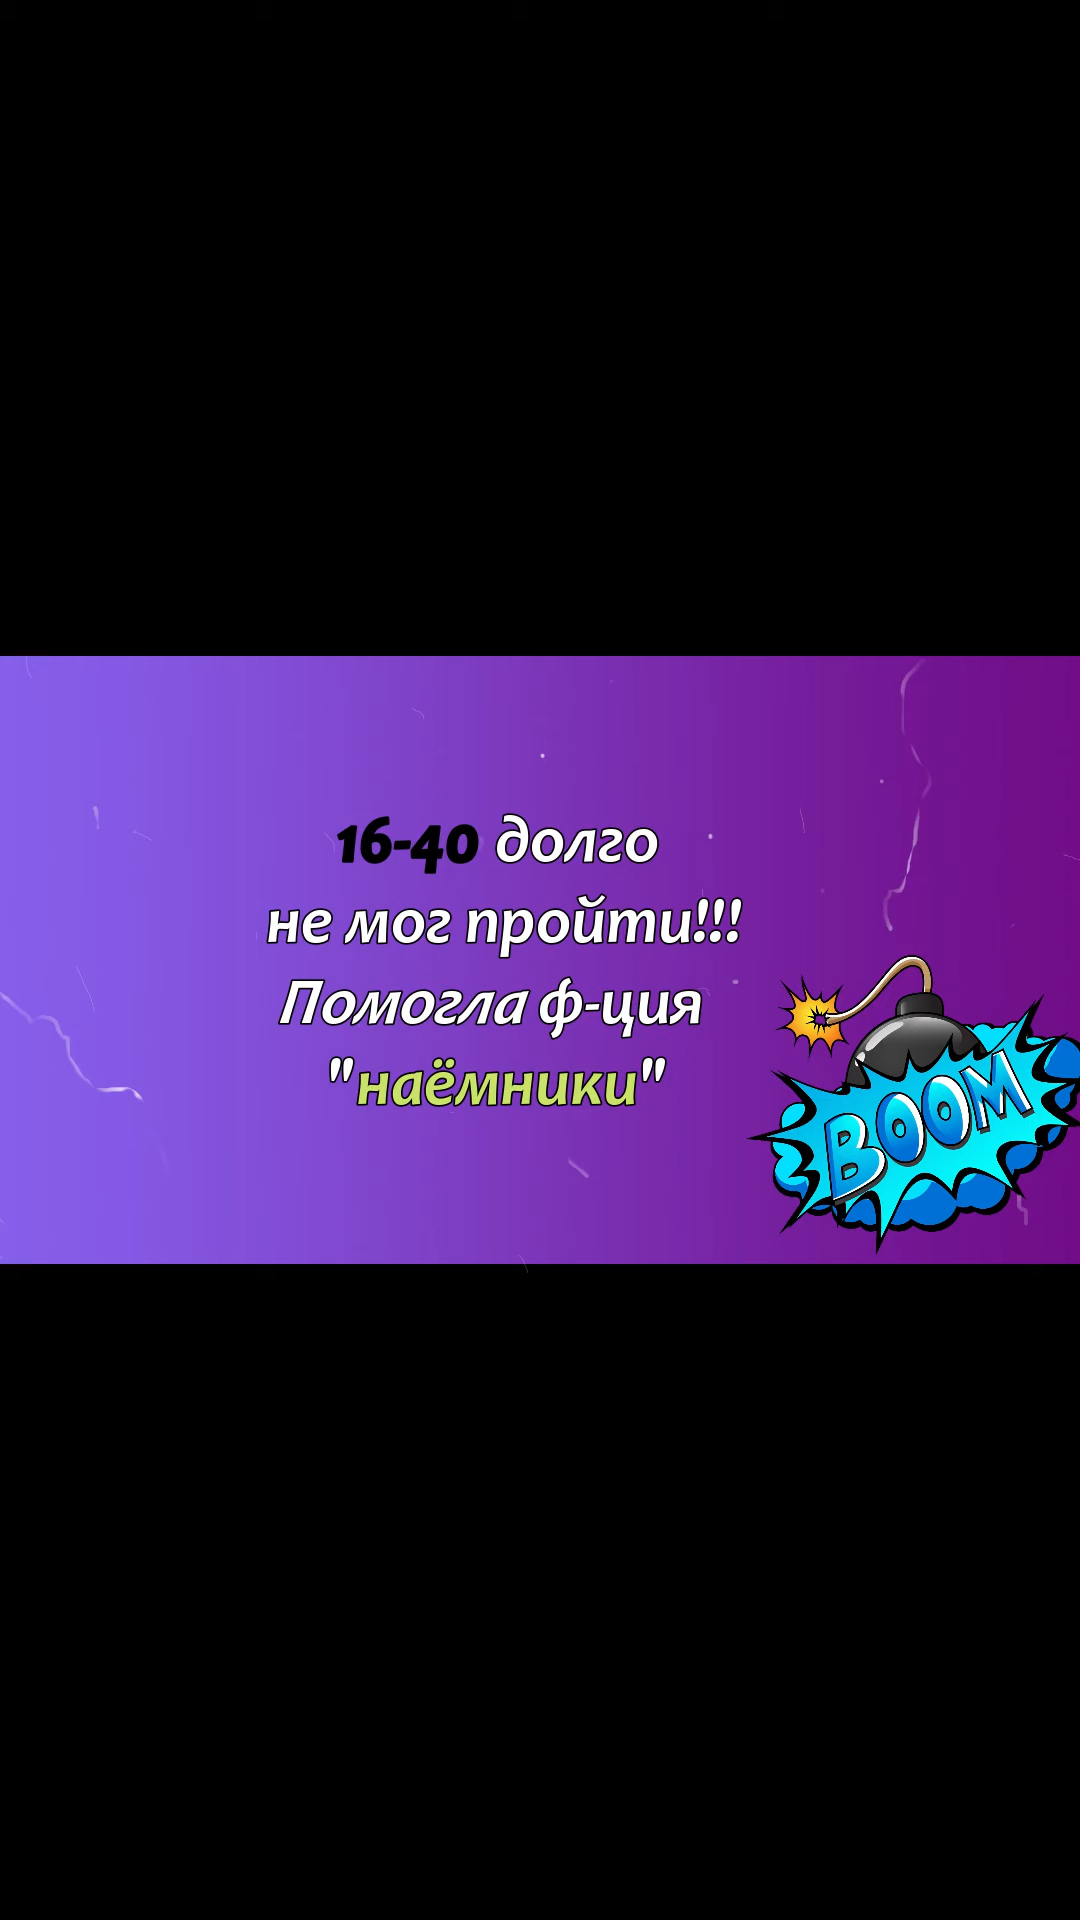 16-40 долго
не мог пройти!!!
Помогла ф-ция
"наёмники"
BOOM